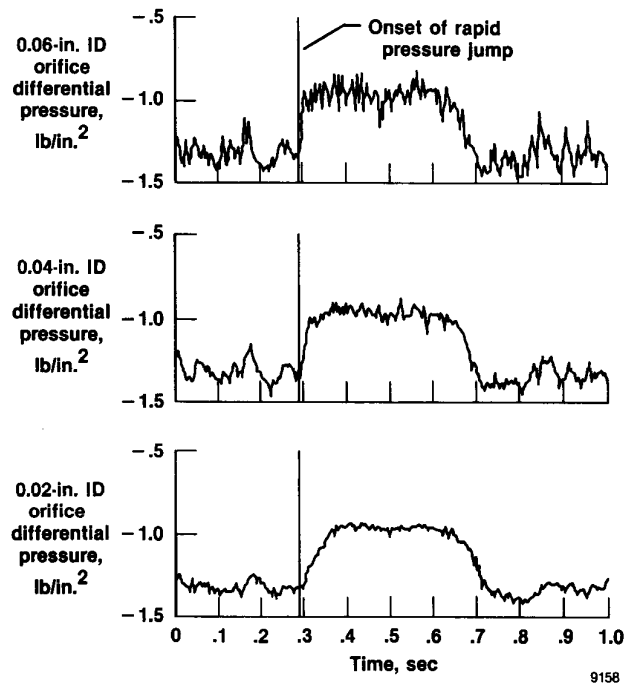 0.06-in. ID
orifice
differential
pressure,
lb/in.2
−.5
−1.0
−1.5
Onset of rapid
pressure jump
0.04-in. ID
orifice
differential
pressure,
lb/in.2
−.5
−1.0
−1.5
0.02-in. ID
orifice
differential
pressure,
lb/in.2
−.5
−1.0
−1.5
0 .1 .2 .3 .4 .5 .6 .7 .8 .9 1.0
Time, sec
9158